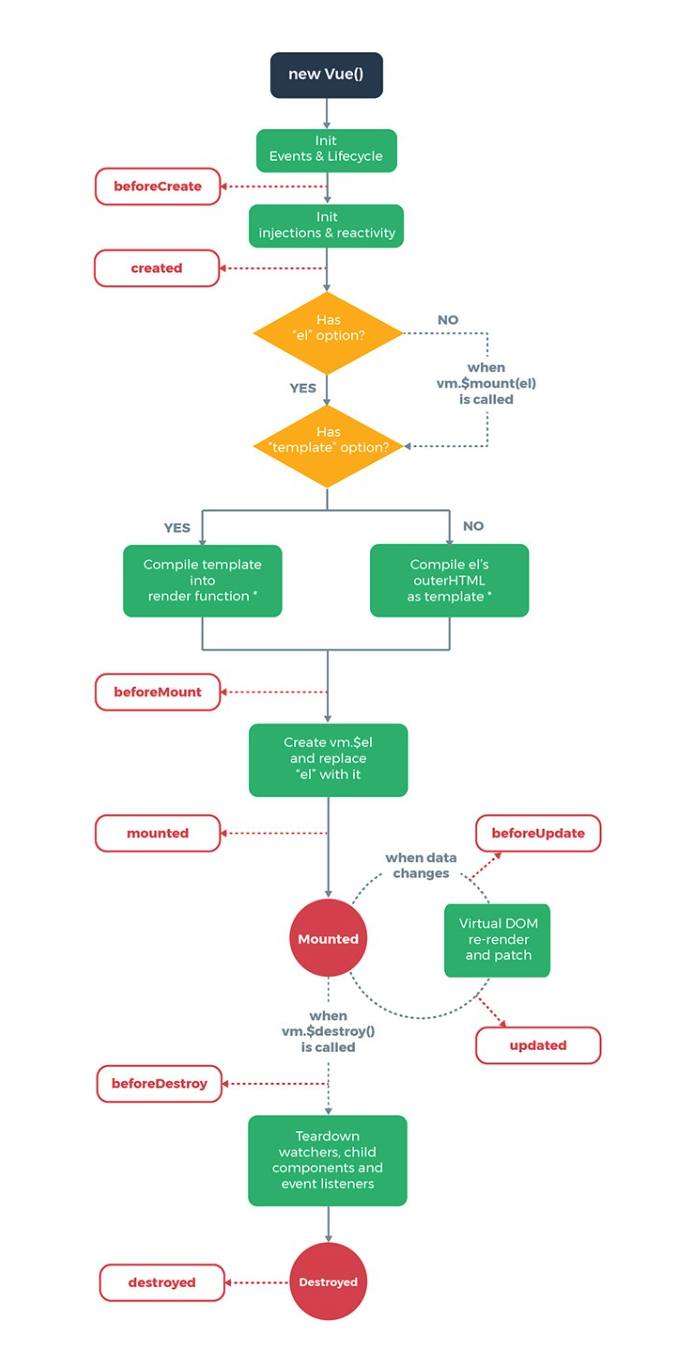 new Vue()
Init
Events & Lifecycle
beforeCreate
Init
injections & reactivity
created
Has
“el” option?
NO
when
vm.$mount(el)
is called
YES
Has
“template” option?
YES
NO
Compile template
into
render function *
Compile el’s
outerHTML
as template *
beforeMount
Create vm.$el
and replace
“el” with it
mounted
beforeUpdate
when data
changes
Mounted
Virtual DOM
re-render
and patch
when
vm.$destroy()
is called
updated
beforeDestroy
Teardown
watchers, child
components and
event listeners
destroyed
Destroyed